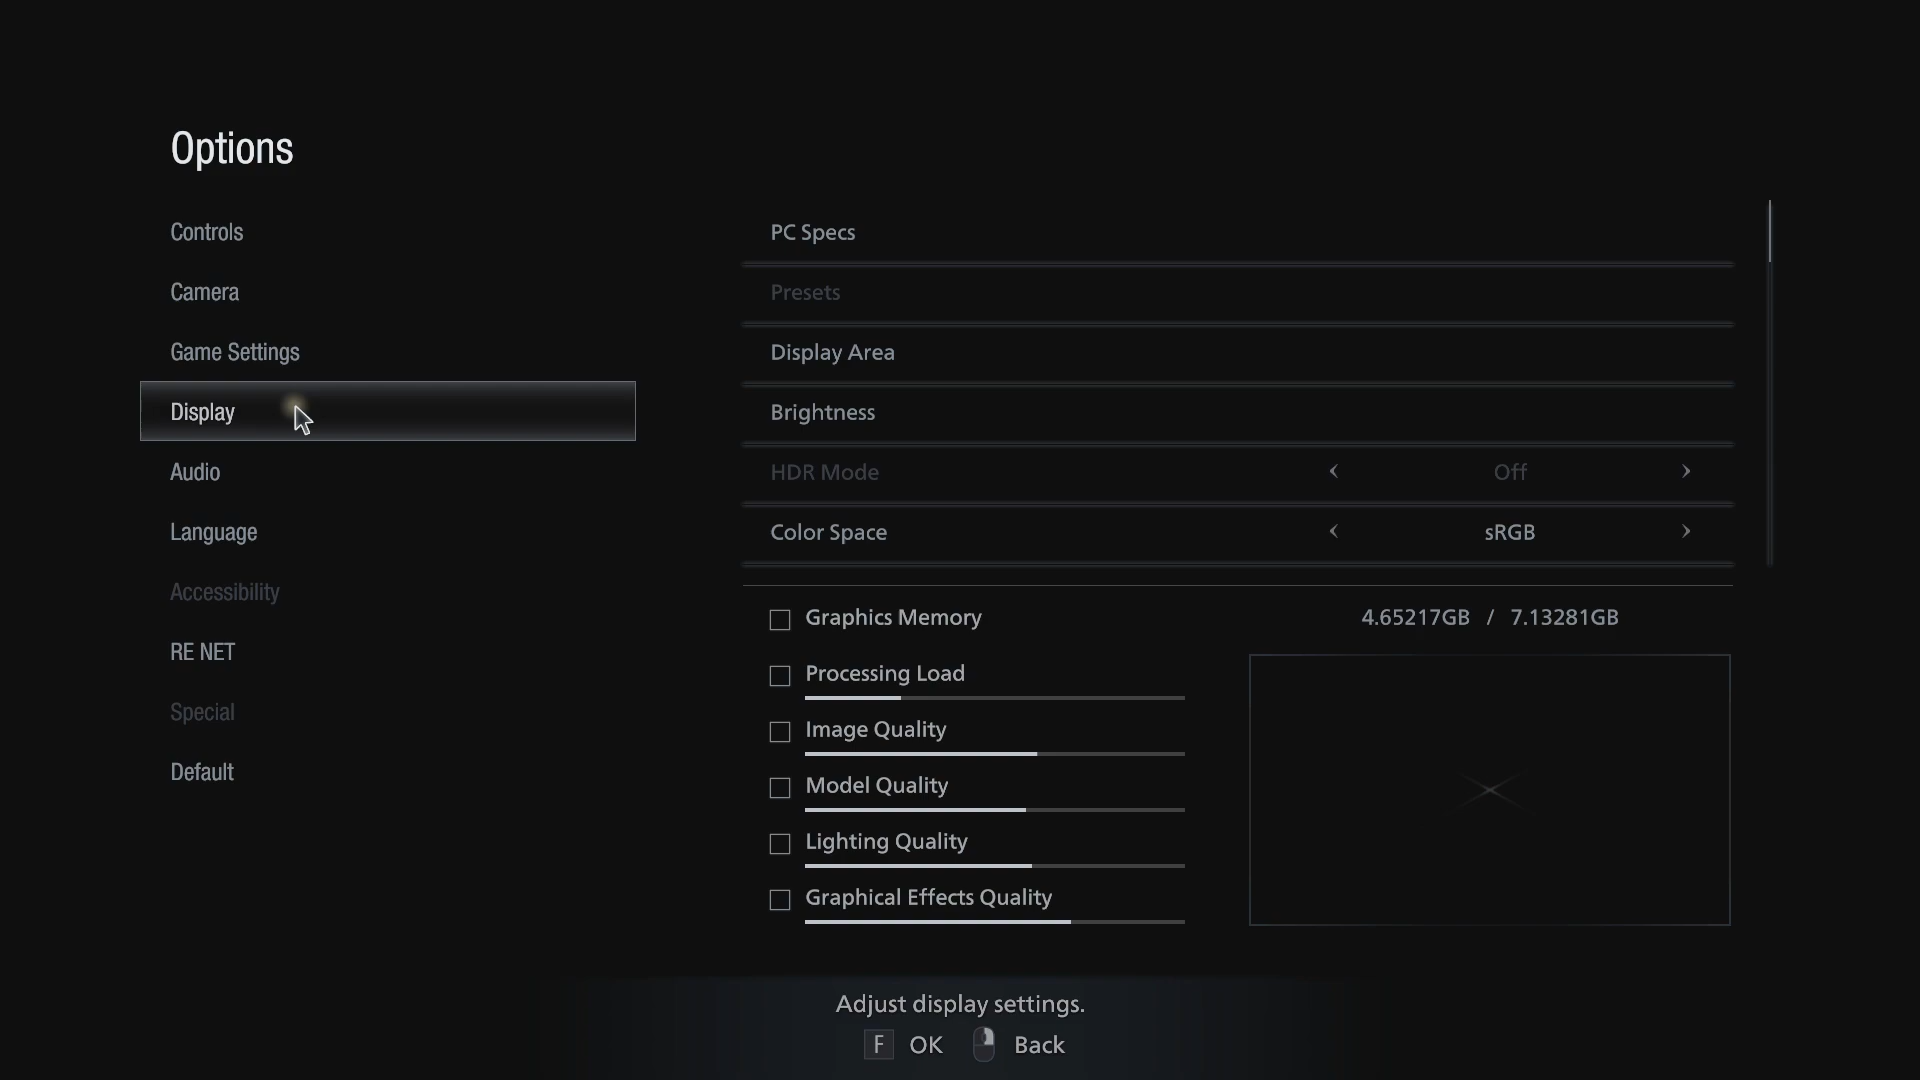 Options
Controls
Camera
Game Settings
Display
Audio
Language
Accessibility
RE NET
Special
Default
PC Specs
Presets
Display Area
Brightness
HDR Mode Off
Color Space sRGB
Graphics Memory 4.65217GB / 7.13281GB
Processing Load
Image Quality
Model Quality
Lighting Quality
Graphical Effects Quality
Adjust display settings.
F OK Back